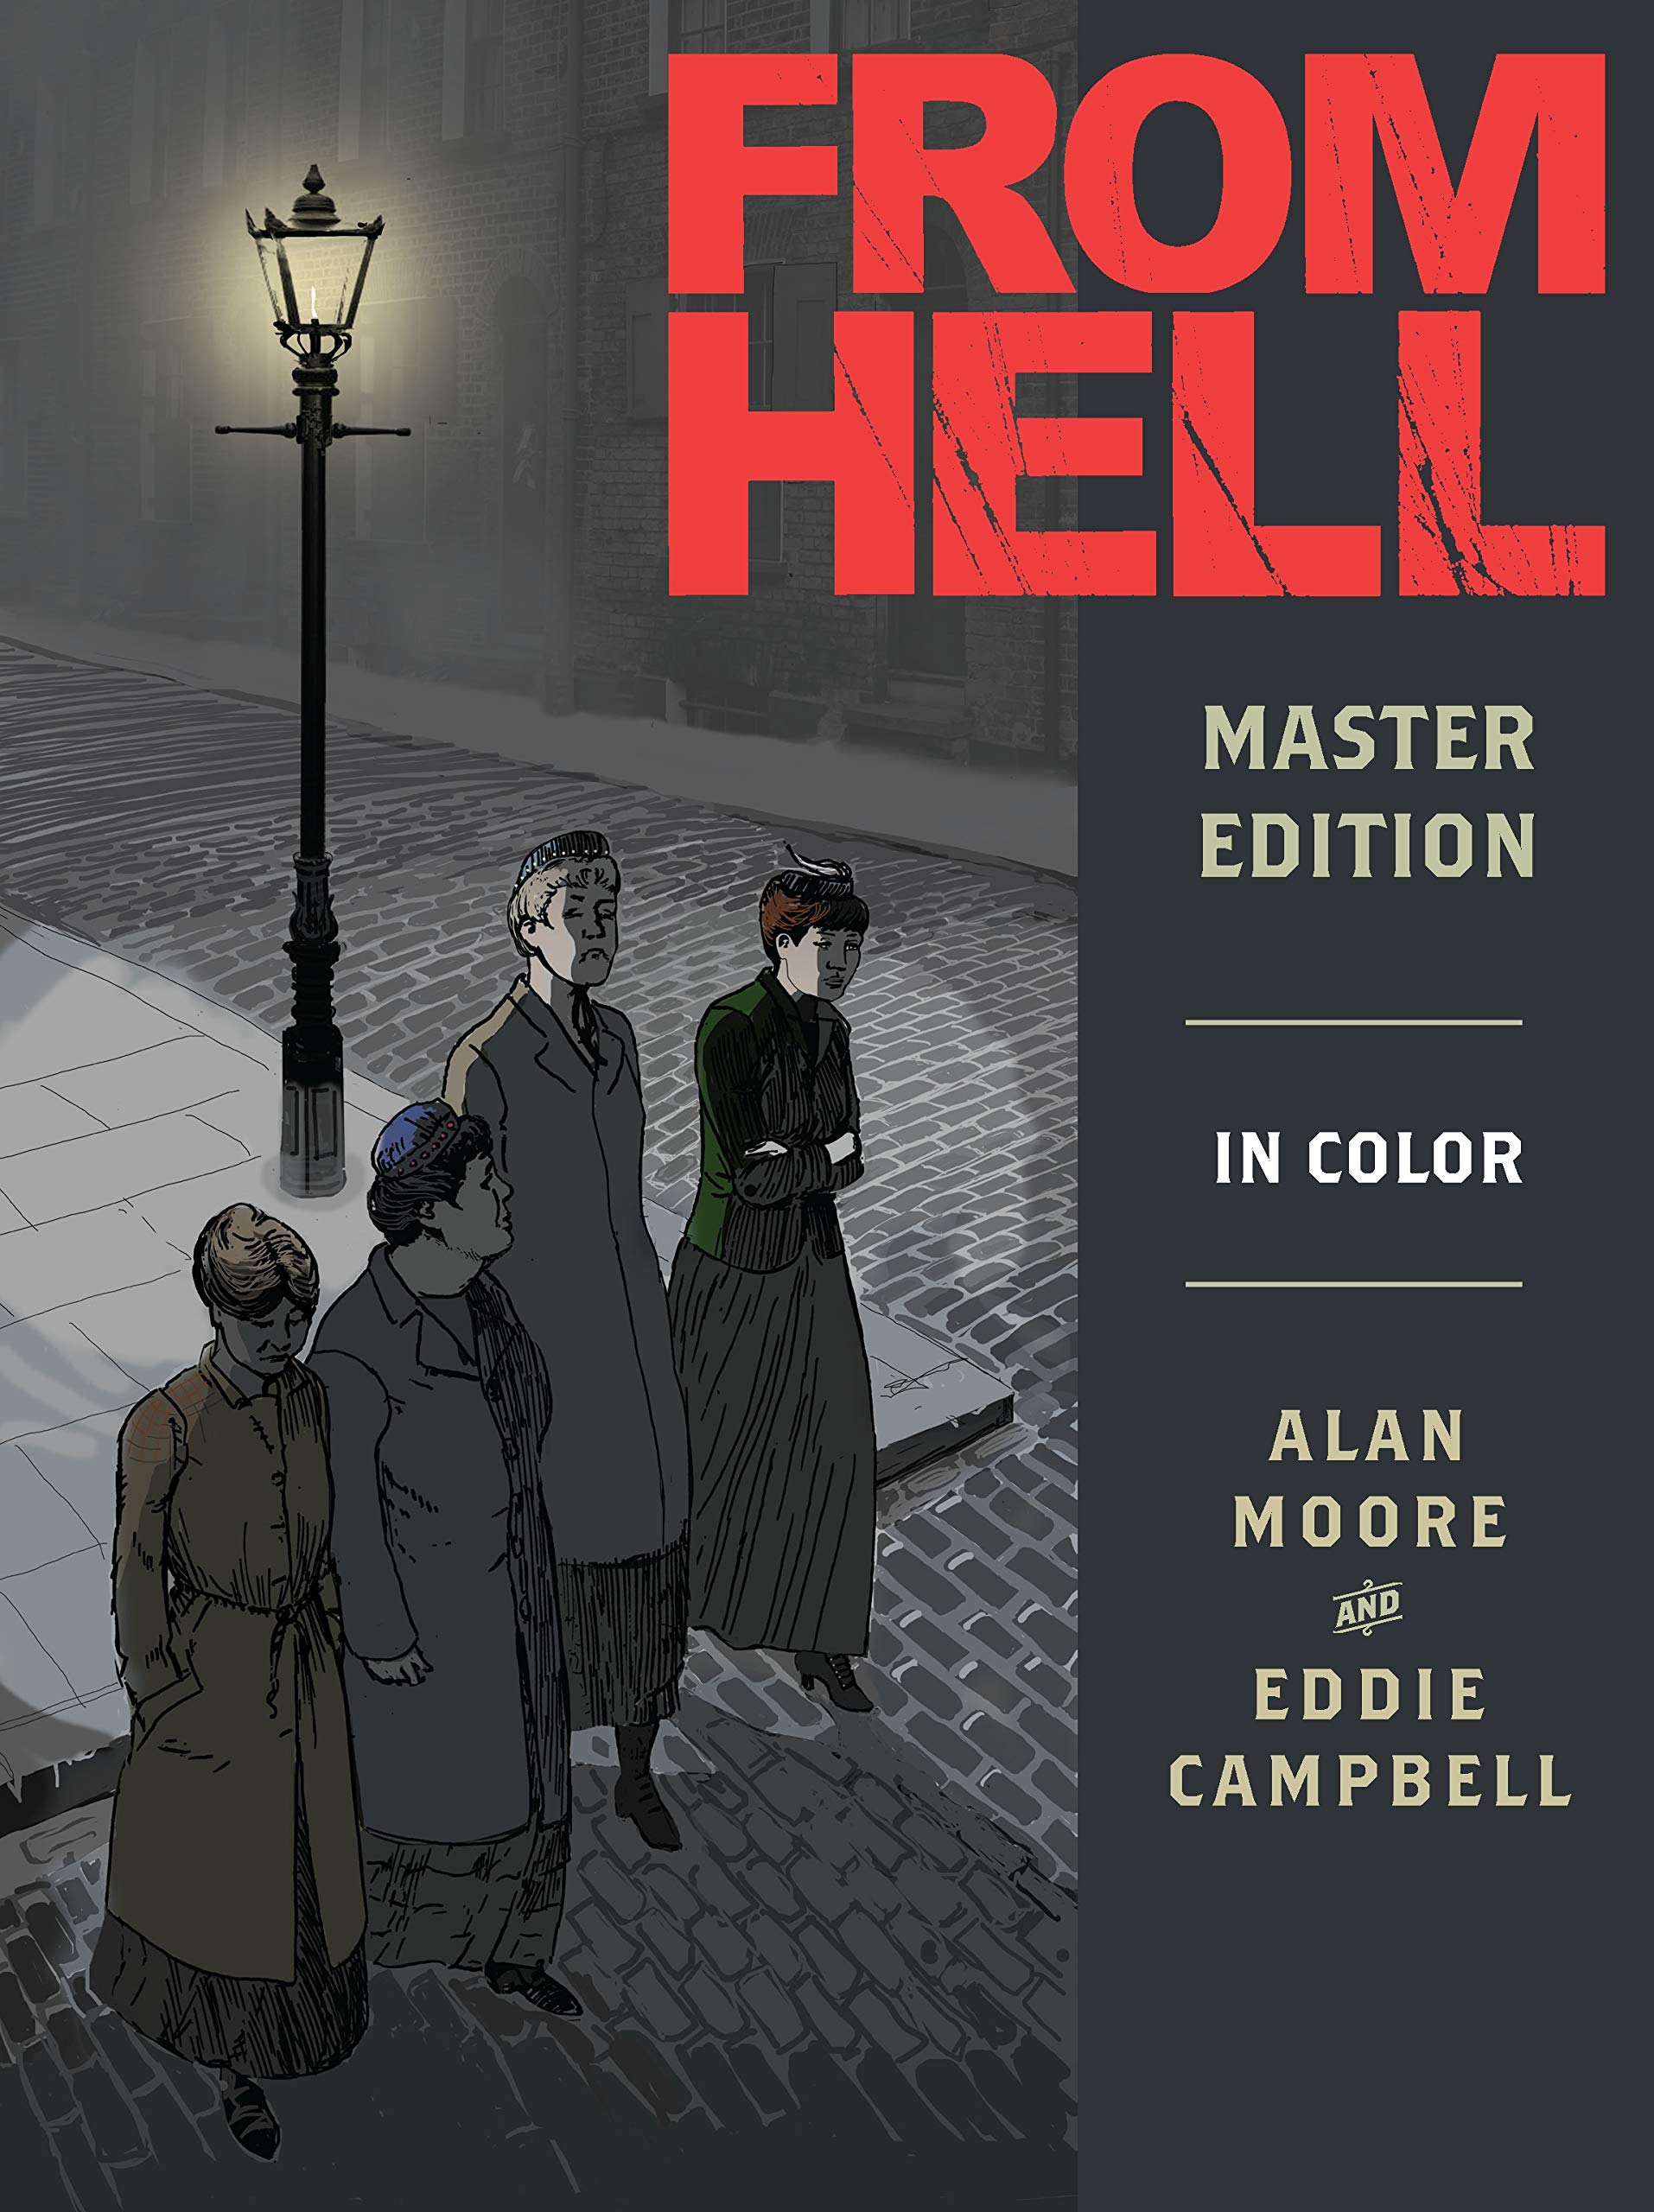 FROM
HELL
MASTER
EDITION
IN COLOR
ALAN
MOORE
AND
EDDIE
CAMPBELL